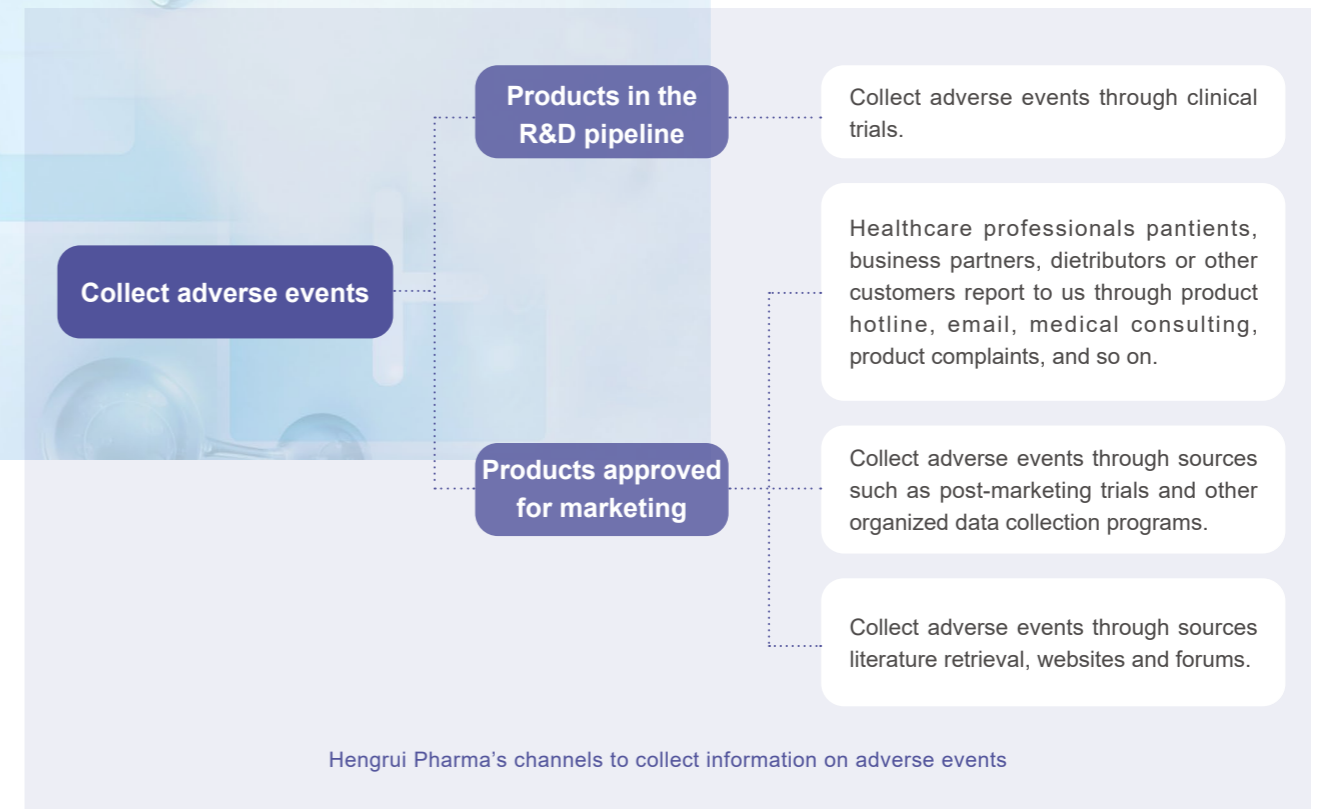 Products in the
R&D pipeline
Collect adverse events through clinical
trials.
Collect adverse events
Healthcare professionals pantients,
business partners, dietributors or other
customers report to us through product
hotline, email, medical consulting,
product complaints, and so on.
Products approved
for marketing
Collect adverse events through sources
such as post-marketing trials and other
organized data collection programs.
Collect adverse events through sources
literature retrieval, websites and forums.
Hengrui Pharma's channels to collect information on adverse events